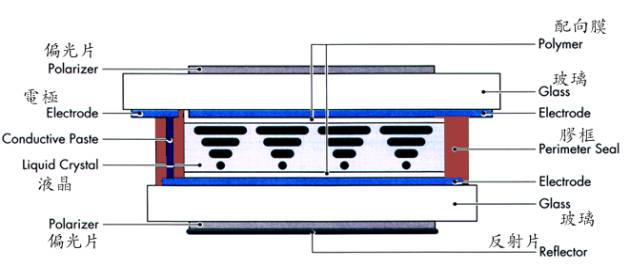 配向膜
偏光片
Polymer
Polarizer
玻璃
Glass
電極
Electrode
Electrode
膠框
Conductive Paste
Perimeter Seal
Liquid Crystal
液晶
Electrode
Glass
玻璃
Polarizer
偏光片
反射片
Reflector